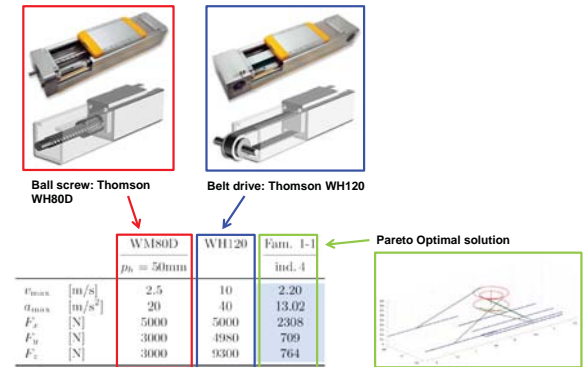 Ball screw: Thomson
WH80D
Belt drive: Thomson WH120
Pareto Optimal solution
WM80D WH120 Fam. 1-1
p_h = 50mm ind. 4
v_max [m/s] 2.5 10 2.20
a_max [m/s²] 20 40 13.02
F_x [N] 5000 5000 2308
F_y [N] 3000 4980 709
F_z [N] 3000 9300 764